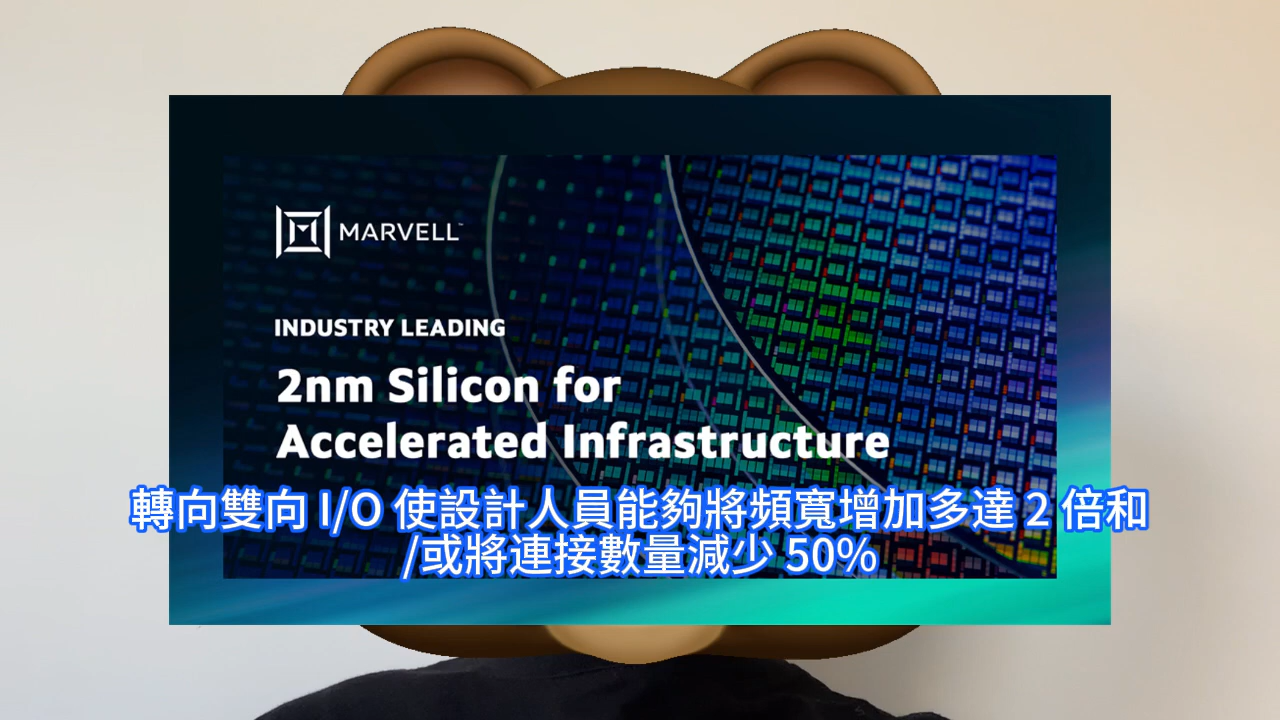 MARVELL™
INDUSTRY LEADING
2nm Silicon for
Accelerated Infrastructure
轉向雙向 I/O 使設計人員能夠將頻寬增加多達 2 倍和
/或將連接數量減少 50%